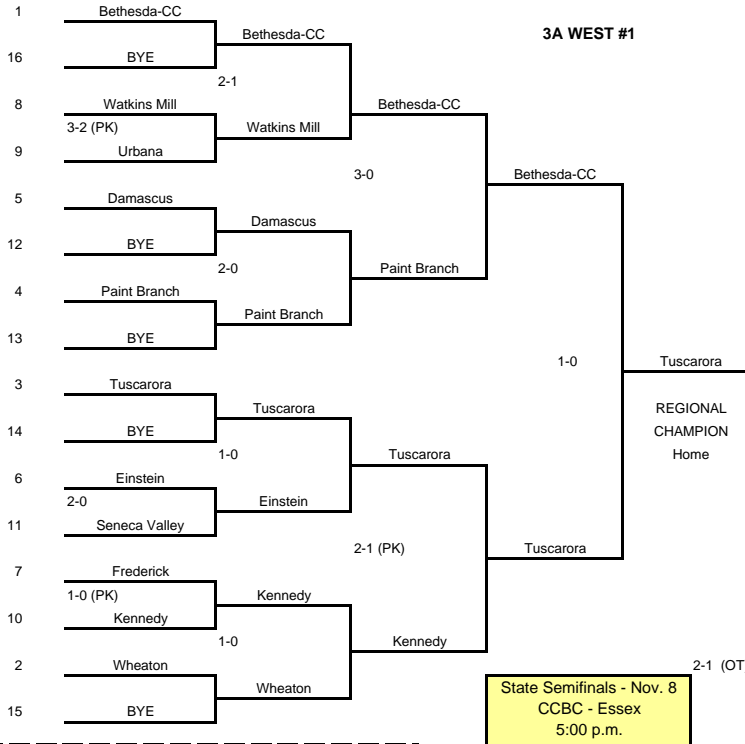 3A WEST #1
1 Bethesda-CC
Bethesda-CC
16 BYE
2-1
8 Watkins Mill
Bethesda-CC
3-2 (PK)
Watkins Mill
9 Urbana
3-0
Bethesda-CC
5 Damascus
Damascus
12 BYE
2-0
Paint Branch
4 Paint Branch
Paint Branch
13 BYE
1-0
Tuscarora
3 Tuscarora
Tuscarora
REGIONAL
CHAMPION
Home
14 BYE
1-0
Tuscarora
6 Einstein
2-0
Einstein
11 Seneca Valley
2-1 (PK)
Tuscarora
7 Frederick
1-0 (PK)
Kennedy
10 Kennedy
1-0
Kennedy
2 Wheaton
2-1 (OT)
Wheaton
15 BYE
State Semifinals - Nov. 8
CCBC - Essex
5:00 p.m.